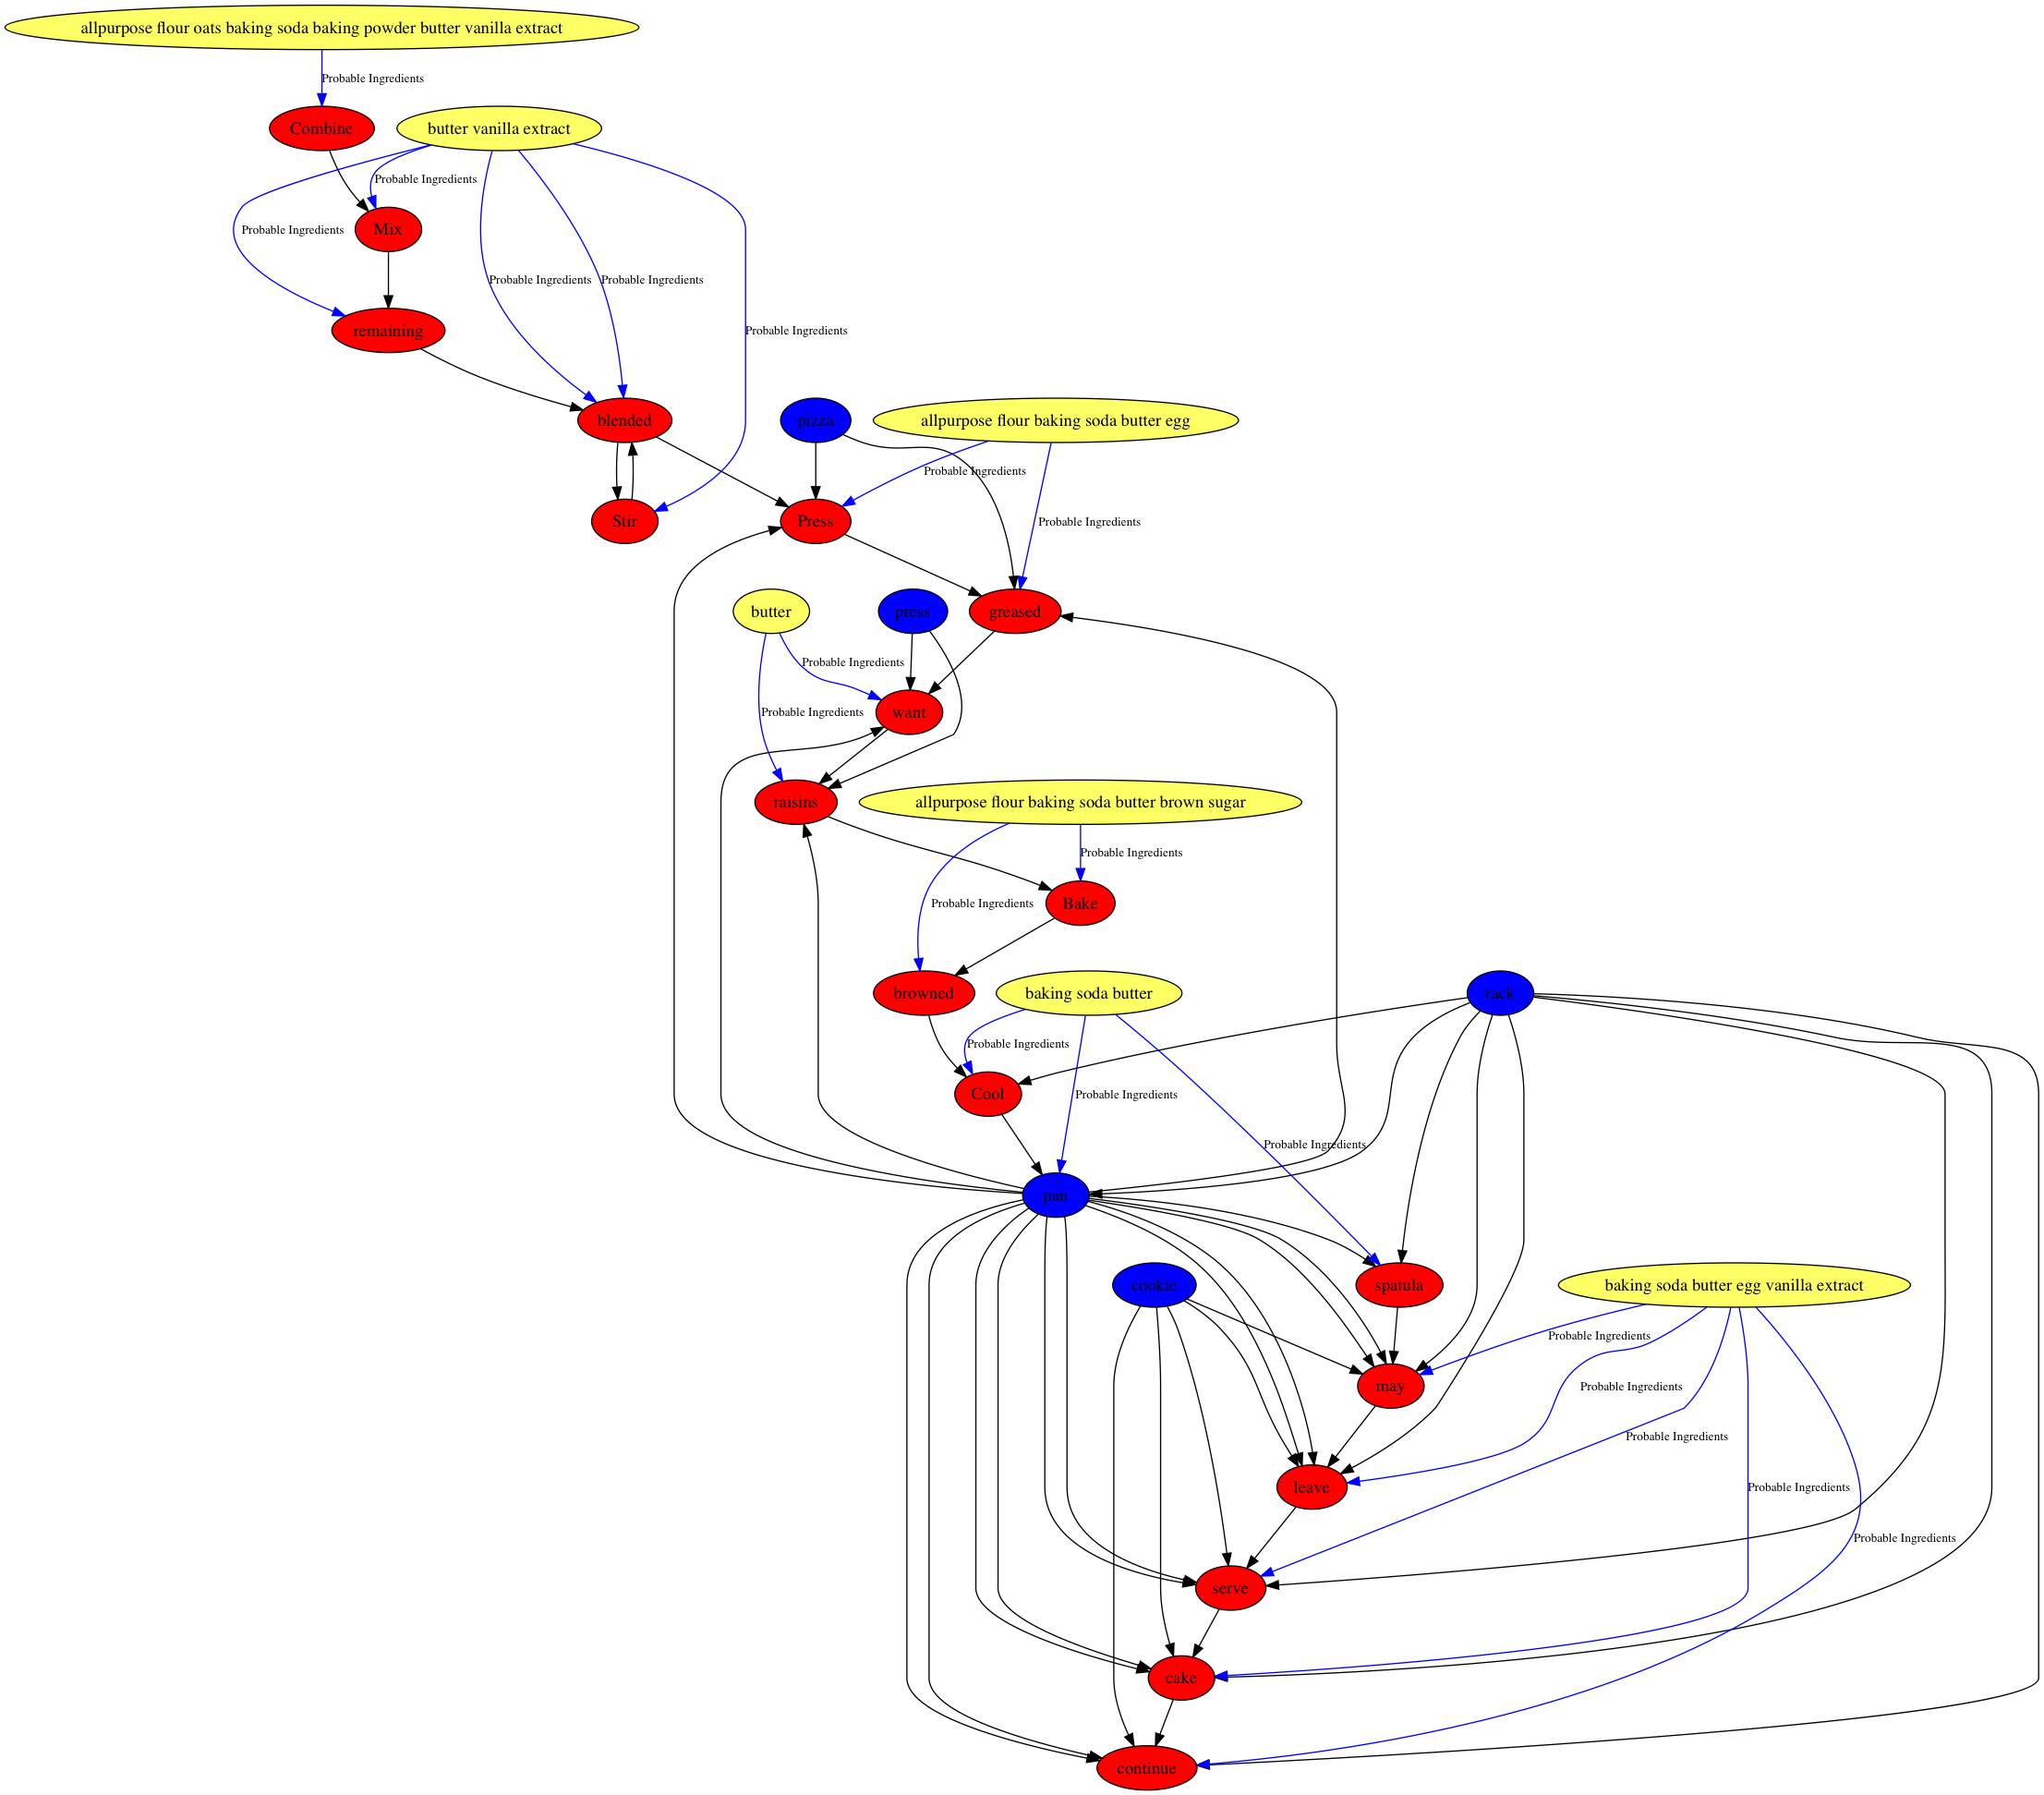 allpurpose flour oats baking soda baking powder butter vanilla extract
Probable Ingredients
Combine
butter vanilla extract
Probable Ingredients
Mix
Probable Ingredients
Probable Ingredients
Probable Ingredients
remaining
Probable Ingredients
blended
pizza
allpurpose flour baking soda butter egg
Probable Ingredients
Stir
Press
Probable Ingredients
butter
press
greased
Probable Ingredients
want
Probable Ingredients
raisins
allpurpose flour baking soda butter brown sugar
Probable Ingredients
Probable Ingredients
Bake
browned
baking soda butter
rack
Probable Ingredients
Cool
Probable Ingredients
Probable Ingredients
pan
cookie
spatula
baking soda butter egg vanilla extract
Probable Ingredients
may
Probable Ingredients
Probable Ingredients
leave
Probable Ingredients
Probable Ingredients
serve
cake
continue